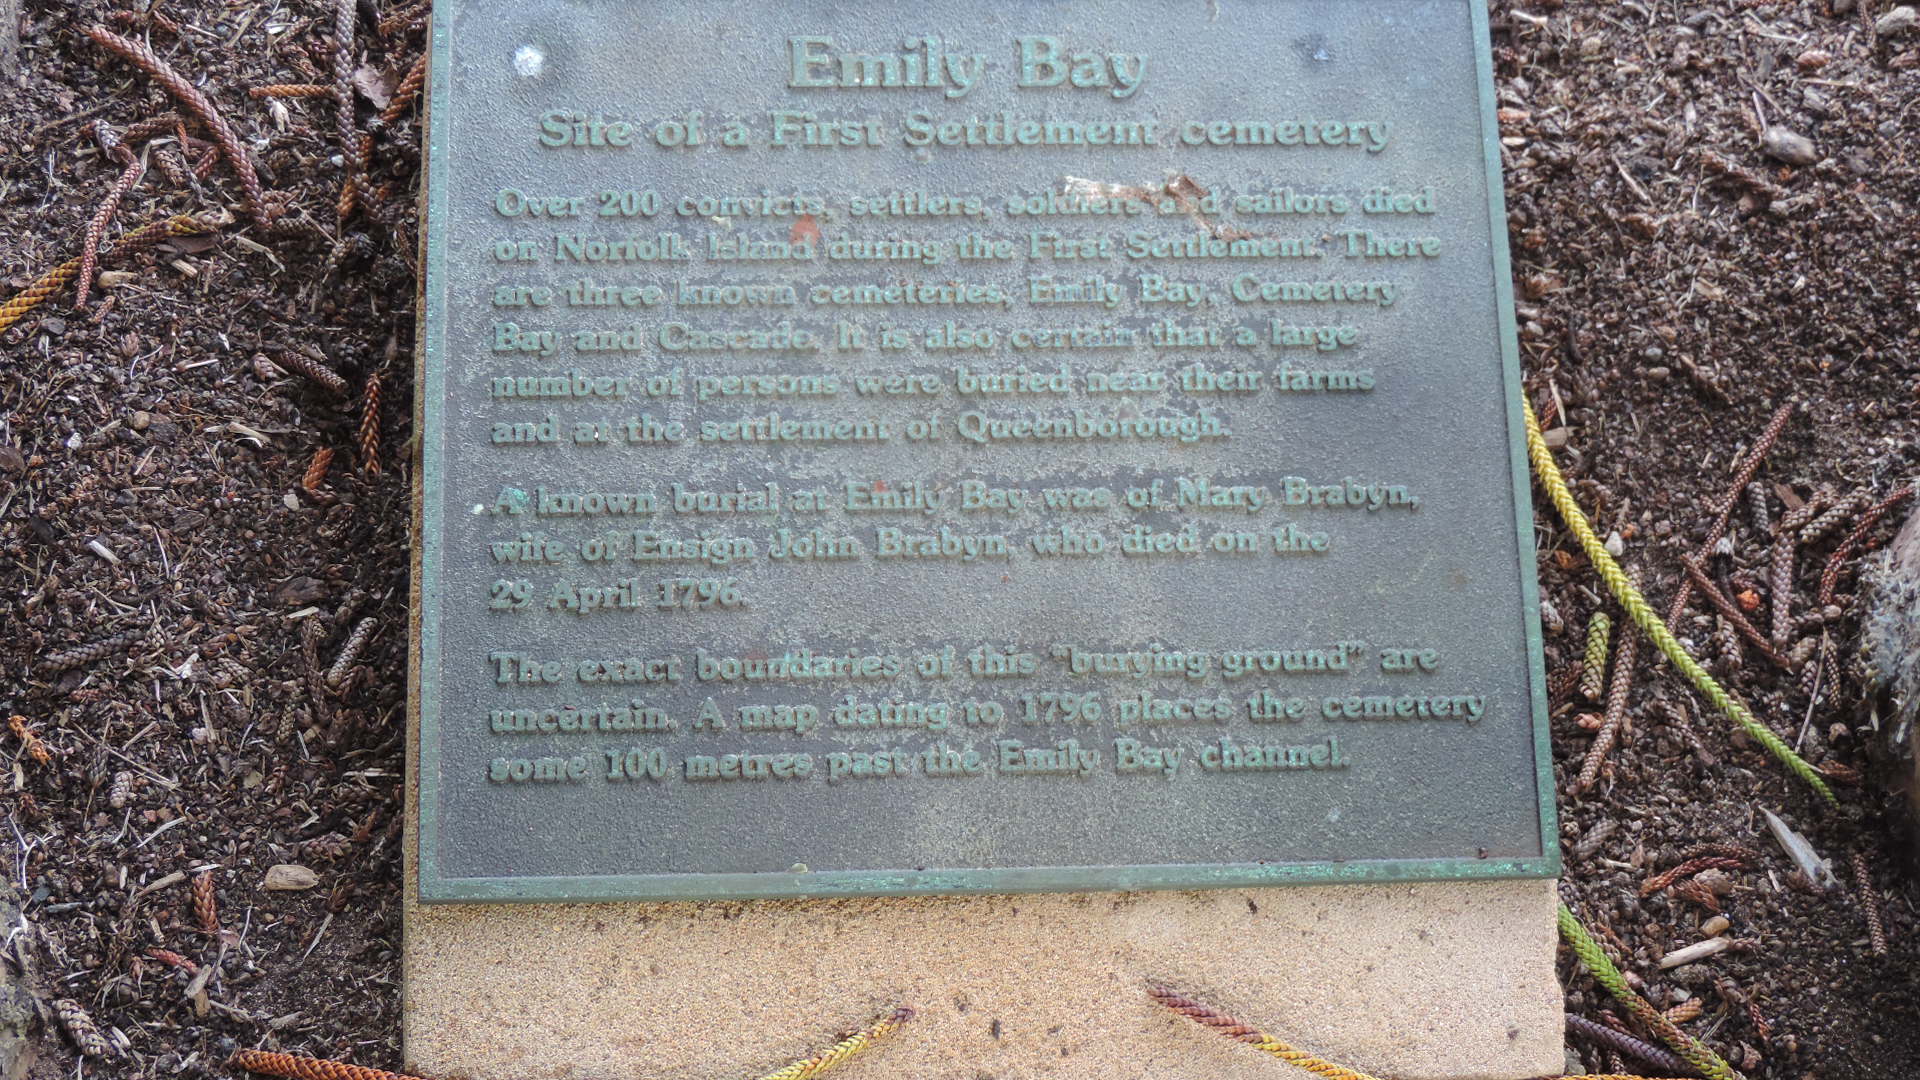 Emily Bay
Site of a First Settlement cemetery
Over 200 convicts, settlers, soldiers and sailors died
on Norfolk Island during the First Settlement. There
are three known cemeteries, Emily Bay, Cemetery
Bay and Cascade. It is also certain that a large
number of persons were buried near their farms
and at the settlement of Queenborough.
A known burial at Emily Bay was of Mary Brabyn,
wife of Ensign John Brabyn, who died on the
29 April 1796.
The exact boundaries of this “burying ground” are
uncertain. A map dating to 1796 places the cemetery
some 100 metres past the Emily Bay channel.